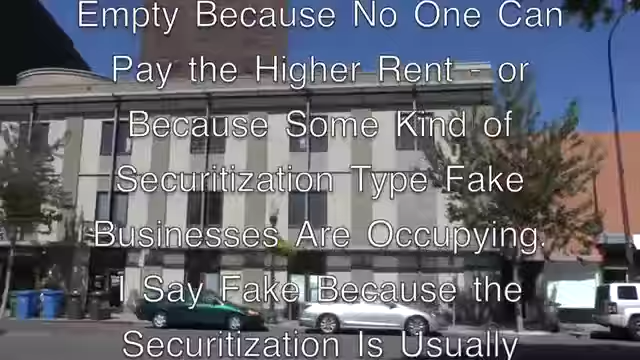 Empty Because No One Can
Pay the Higher Rent - or
Because Some Kind of
Securitization Type Fake
Businesses Are Occupying.
I Say Fake Because the
Securitization Is Usually